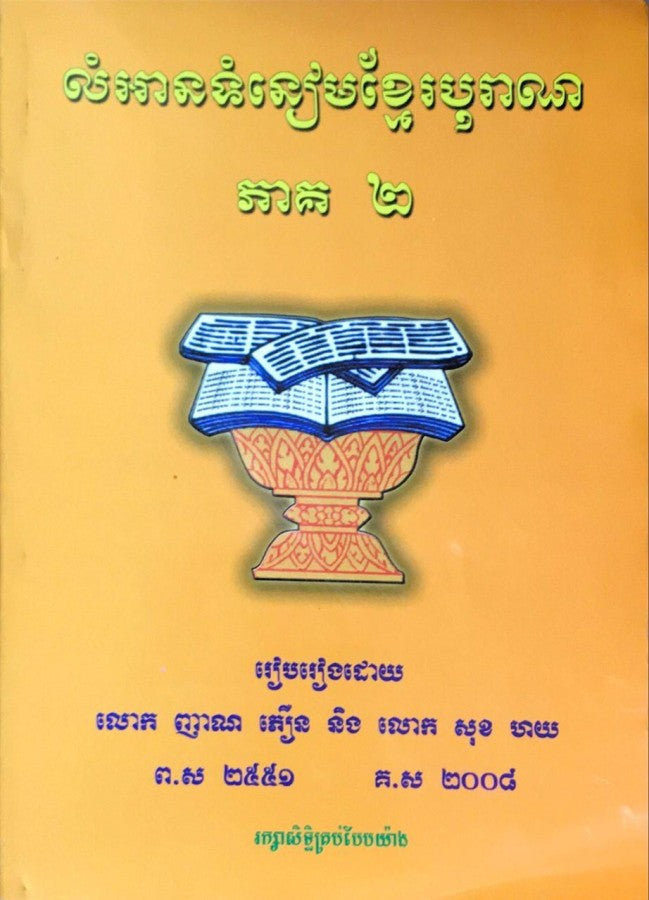 លំអានទំនៀមខ្មែរបុរាណ
ភាគ ២
រៀបរៀងដោយ
លោក ញាណ ភឿន និង លោក សុខ ហយ
ព.ស ២៥៥១ គ.ស ២០០៨
រក្សាសិទ្ធិគ្រប់បែបយ៉ាង